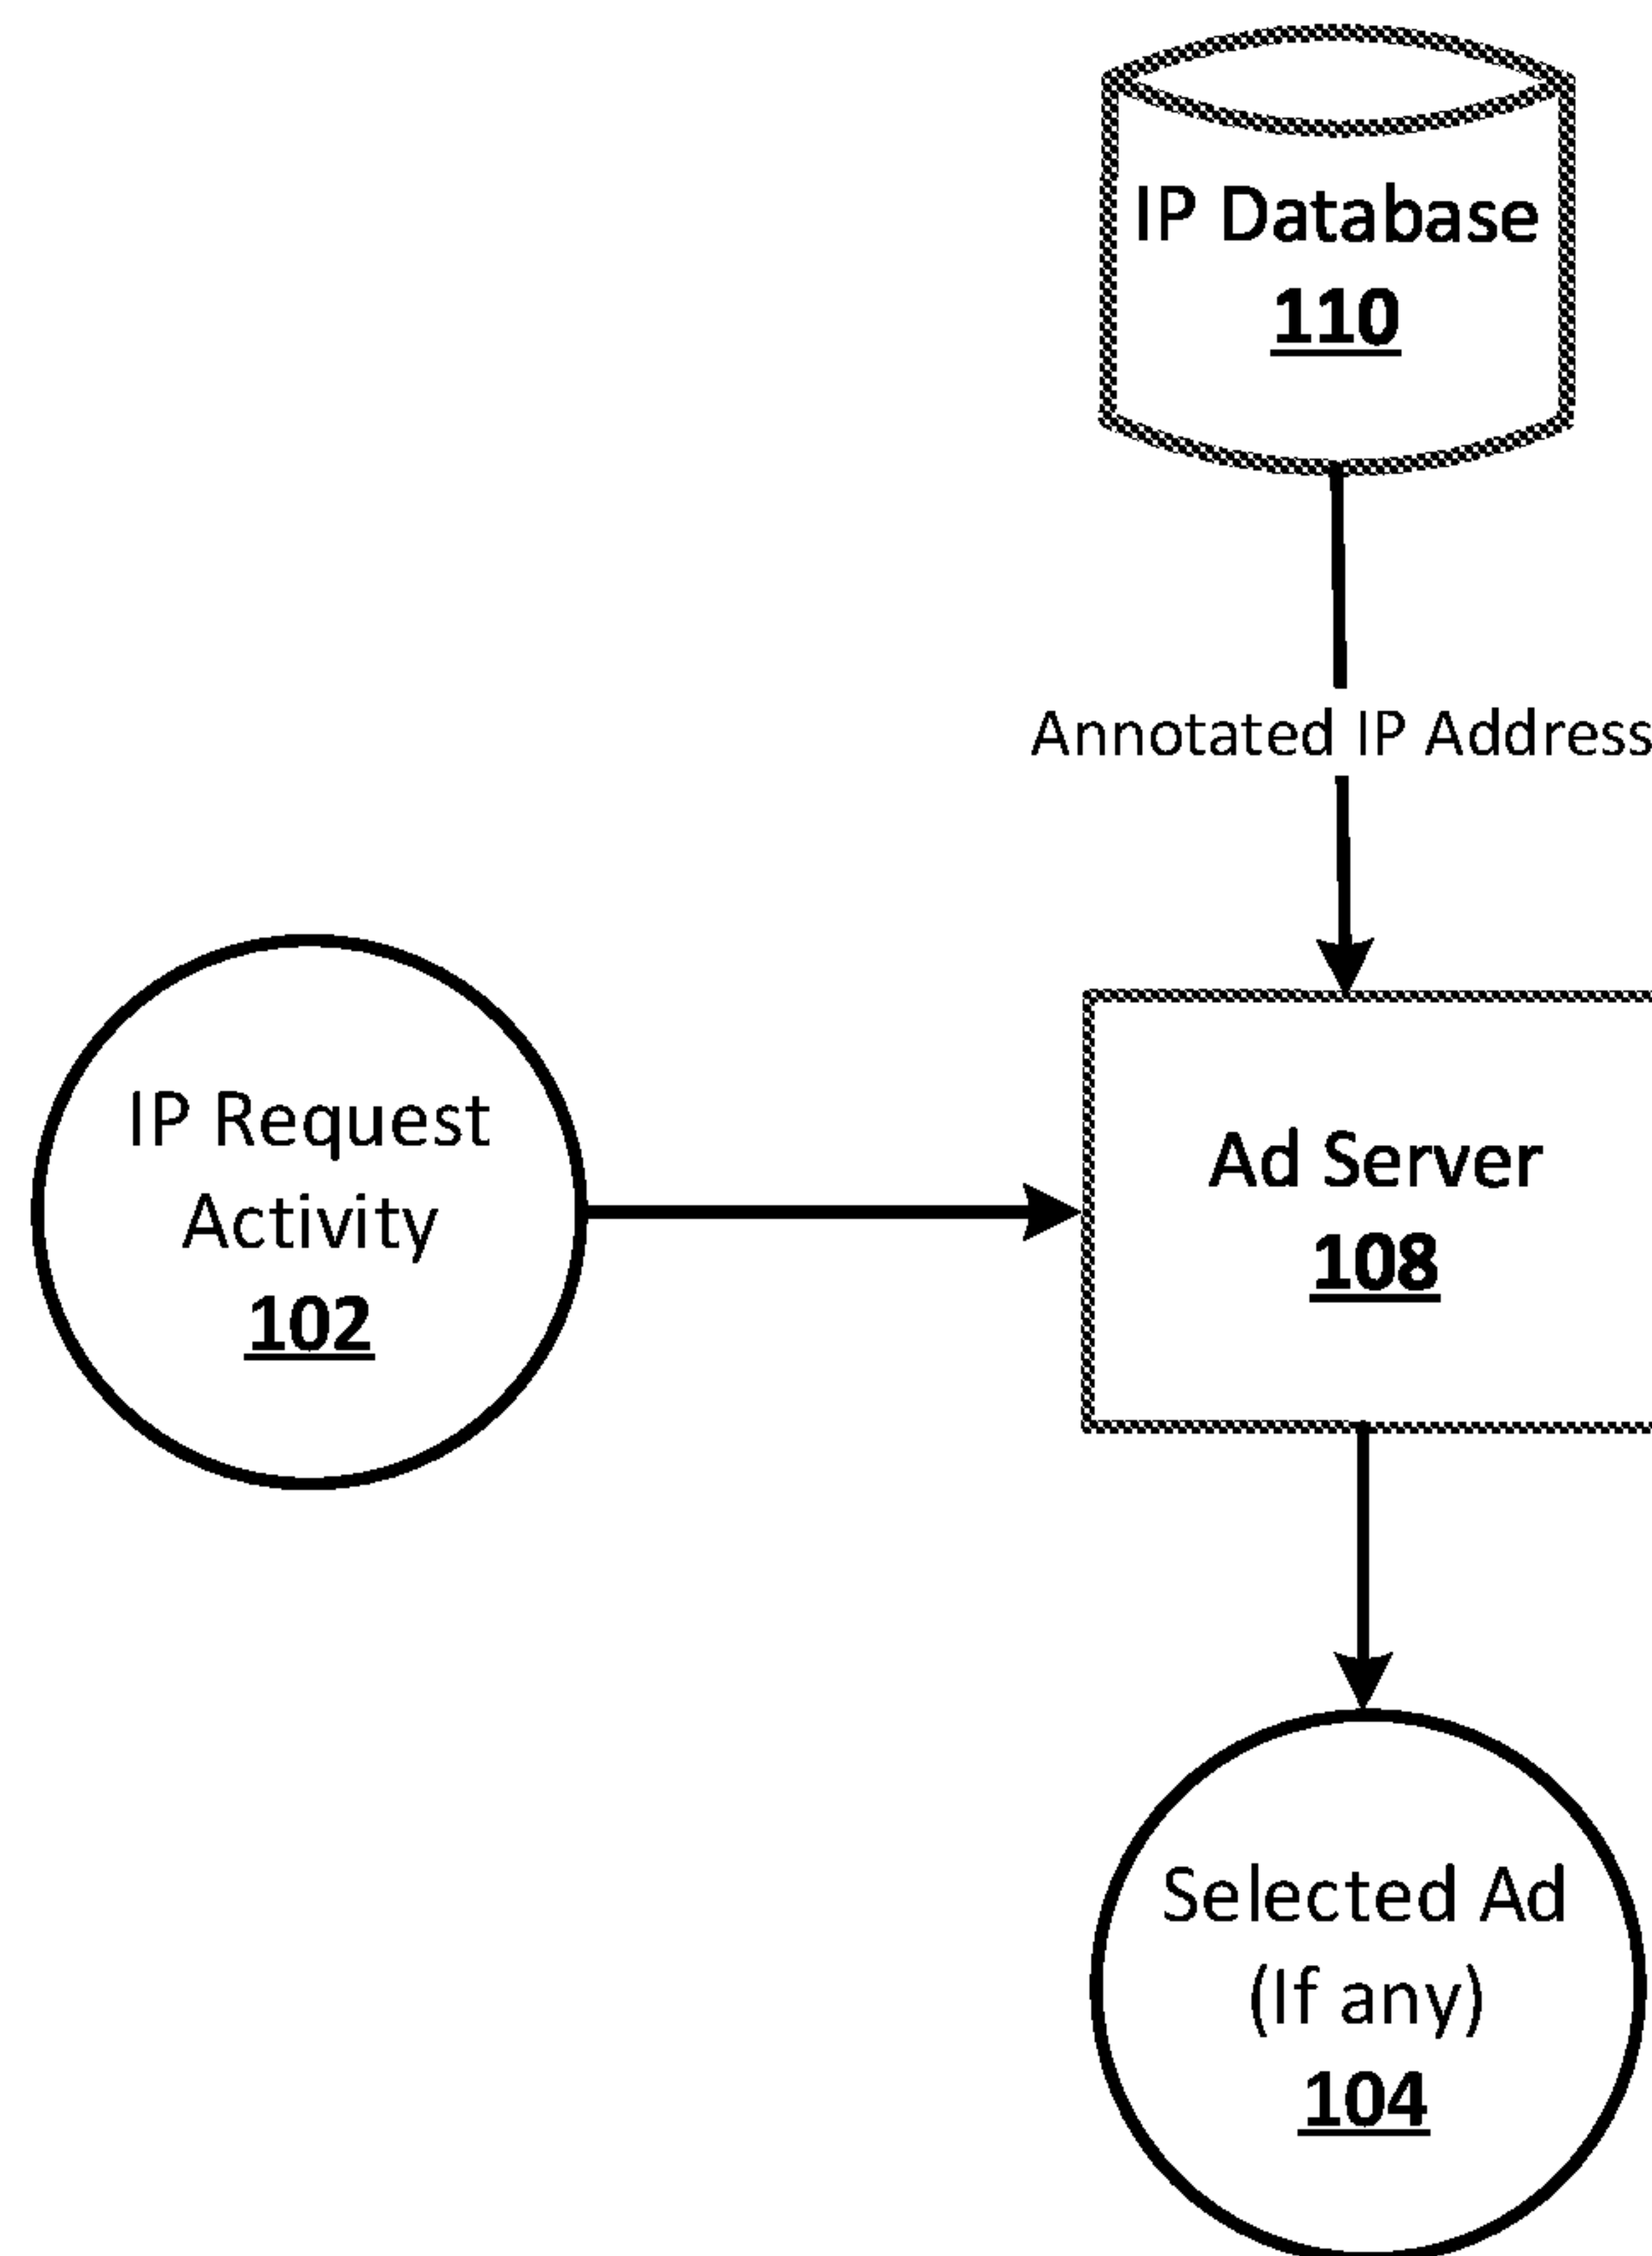 IP Database
110
Annotated IP Address
IP Request
Activity
102
Ad Server
108
Selected Ad
(If any)
104